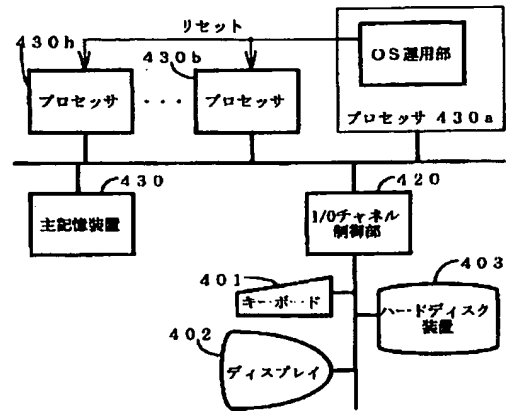 リセット
430h
430b
OS運用部
プロセッサ
・・・
プロセッサ
プロセッサ 430a
430
420
主記憶装置
I/Oチャネル
制御部
401
403
キーボード
ハードディスク
装置
402
ディスプレイ